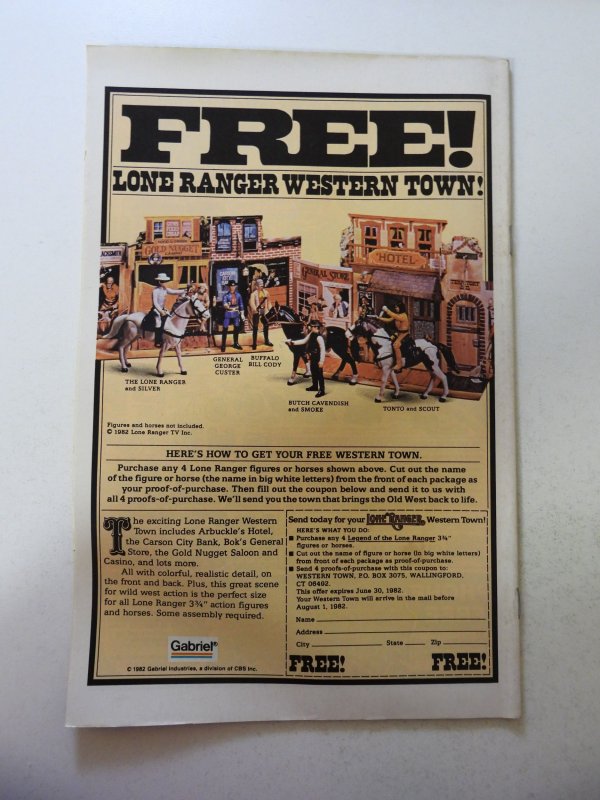 FREE!
LONE RANGER WESTERN TOWN!
GOLD NUGGET
General Store
"HOTEL"
THE LONE RANGER
and SILVER
GENERAL
GEORGE
CUSTER
BUFFALO
BILL CODY
BUTCH CAVENDISH
and SMOKE
TONTO and SCOUT
Figures and horses not included.
© 1982 Lone Ranger TV Inc.
HERE'S HOW TO GET YOUR FREE WESTERN TOWN.
Purchase any 4 Lone Ranger figures or horses shown above. Cut out the name
of the figure or horse (the name in big white letters) from the front of each package as
your proof-of-purchase. Then fill out the coupon below and send it to us with
all 4 proofs-of-purchase. We'll send you the town that brings the Old West back to life.
The exciting Lone Ranger Western
Town includes Arbuckle's Hotel,
the Carson City Bank, Bok's General
Store, the Gold Nugget Saloon and
Casino, and lots more.
All with colorful, realistic detail, on
the front and back. Plus, this great scene
for wild west action is the perfect size
for all Lone Ranger 3¾" action figures
and horses. Some assembly required.
Gabriel®
© 1982 Gabriel Industries, a division of CBS Inc.
Send today for your LONE RANGER Western Town!
HERE'S WHAT YOU DO:
■ Purchase any 4 Legend of the Lone Ranger 3¾"
figures or horses.
■ Cut out name of figure or horse (in big white letters)
from front of each package as proof-of-purchase.
■ Send 4 proofs-of-purchase with this coupon to:
WESTERN TOWN, P.O. BOX 3075, WALLINGFORD,
CT 06492.
This offer expires June 30, 1982.
Your Western Town will arrive in the mail before
August 1, 1982.
Name
Address
City State Zip
FREE! FREE!